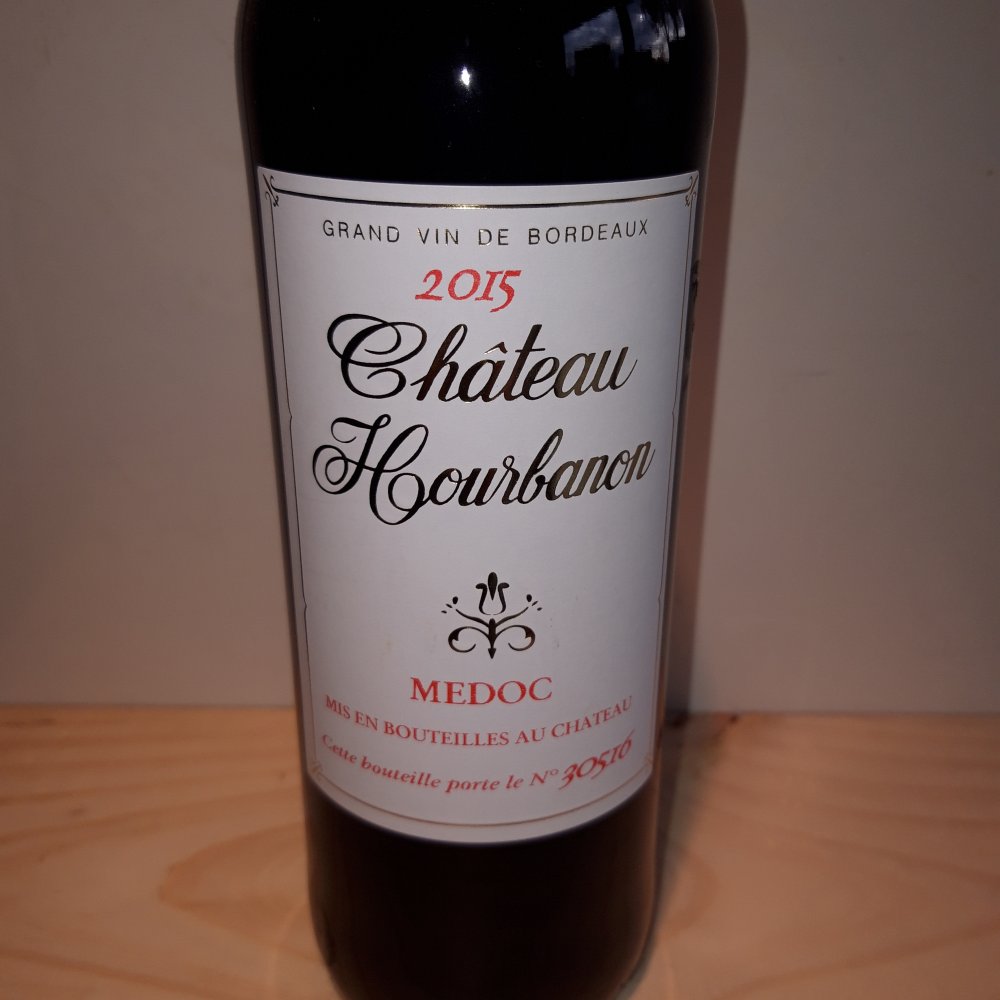 GRAND VIN DE BORDEAUX
2015
Château
Hourbanon
MEDOC
MIS EN BOUTEILLES AU CHATEAU
Cette bouteille porte le N° 30516